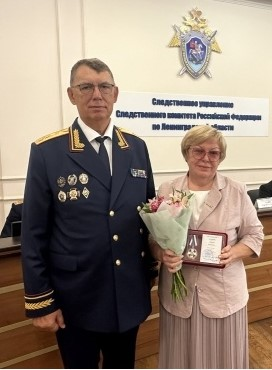 Следственное управление
Следственного комитета Российской Федерации
по Ленинградской области